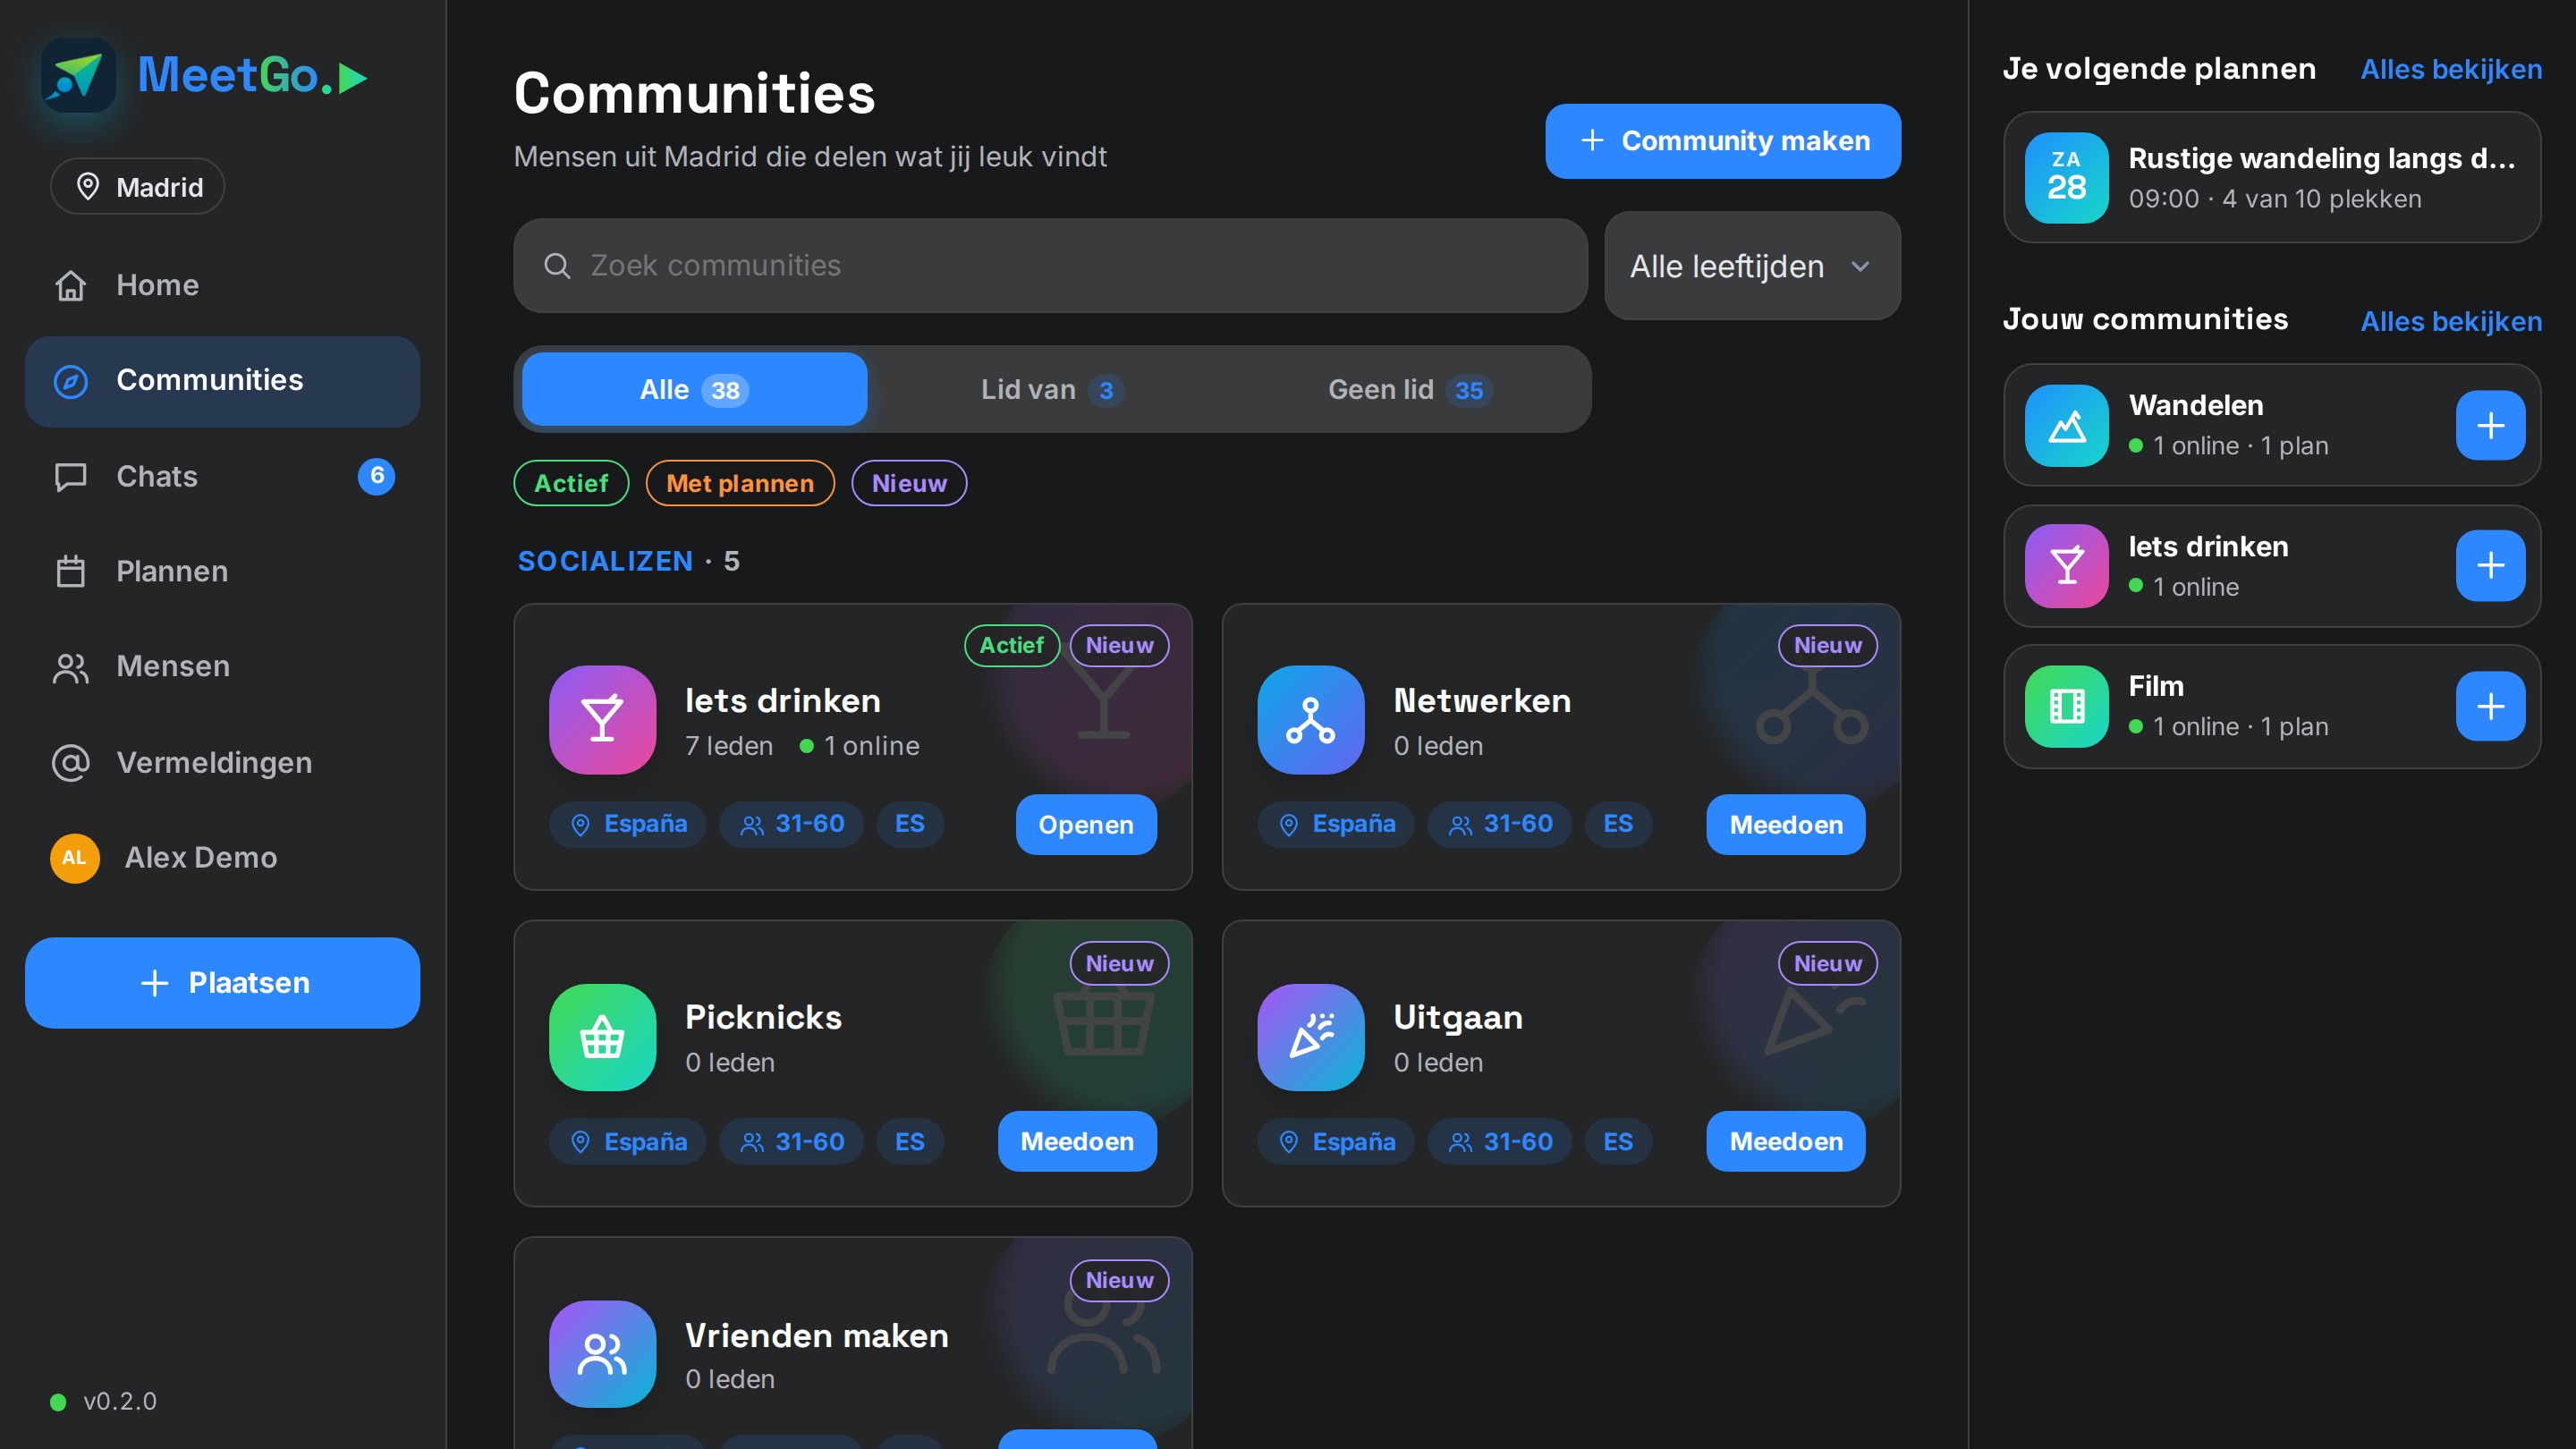 MeetGo.
Madrid
Home
Communities
Chats 6
Plannen
Mensen
Vermeldingen
AL Alex Demo
Plaatsen
v0.2.0
Communities
Mensen uit Madrid die delen wat jij leuk vindt
Community maken
Zoek communities
Alle leeftijden
Alle 38
Lid van 3
Geen lid 35
Actief
Met plannen
Nieuw
SOCIALIZEN · 5
Actief
Nieuw
Iets drinken
7 leden
1 online
España
31-60
ES
Openen
Nieuw
Netwerken
0 leden
España
31-60
ES
Meedoen
Nieuw
Picknicks
0 leden
España
31-60
ES
Meedoen
Nieuw
Uitgaan
0 leden
España
31-60
ES
Meedoen
Nieuw
Vrienden maken
0 leden
Je volgende plannen
Alles bekijken
ZA
28
Rustige wandeling langs d...
09:00 · 4 van 10 plekken
Jouw communities
Alles bekijken
Wandelen
1 online · 1 plan
Iets drinken
1 online
Film
1 online · 1 plan